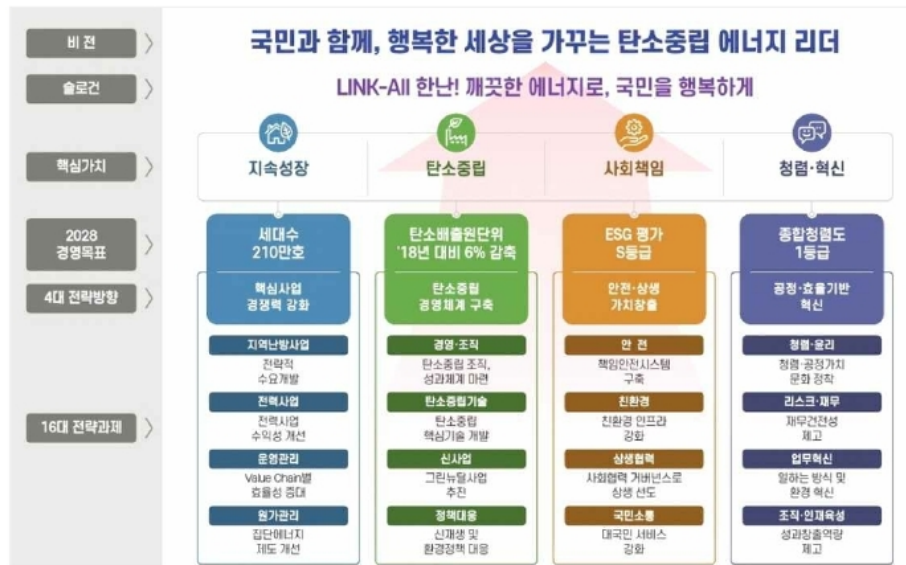 비 전
국민과 함께, 행복한 세상을 가꾸는 탄소중립 에너지 리더
슬로건
LINK-All 한난! 깨끗한 에너지로, 국민을 행복하게
핵심가치
지속성장
탄소중립
사회책임
청렴·혁신
2028
경영목표
세대수
210만호
탄소배출원단위
'18년 대비 6% 감축
ESG 평가
S등급
종합청렴도
1등급
4대 전략방향
핵심사업
경쟁력 강화
탄소중립
경영체계 구축
안전·상생
가치창출
공정·효율기반
혁신
16대 전략과제
지역난방사업
전략적
수요개발
전력사업
전력사업
수익성 개선
운영관리
Value Chain별
효율성 증대
원가관리
집단에너지
제도 개선
경영·조직
탄소중립 조직,
성과체계 마련
탄소중립기술
탄소중립
핵심기술 개발
신사업
그린뉴딜사업
추진
정책대응
신재생 및
환경정책 대응
안 전
책임안전시스템
구축
친환경
친환경 인프라
강화
상생협력
사회협력 거버넌스로
상생 선도
국민소통
대국민 서비스
강화
청렴·윤리
청렴·공정가치
문화 정착
리스크·재무
재무건전성
제고
업무혁신
일하는 방식 및
환경 혁신
조직·인재육성
성과창출역량
제고